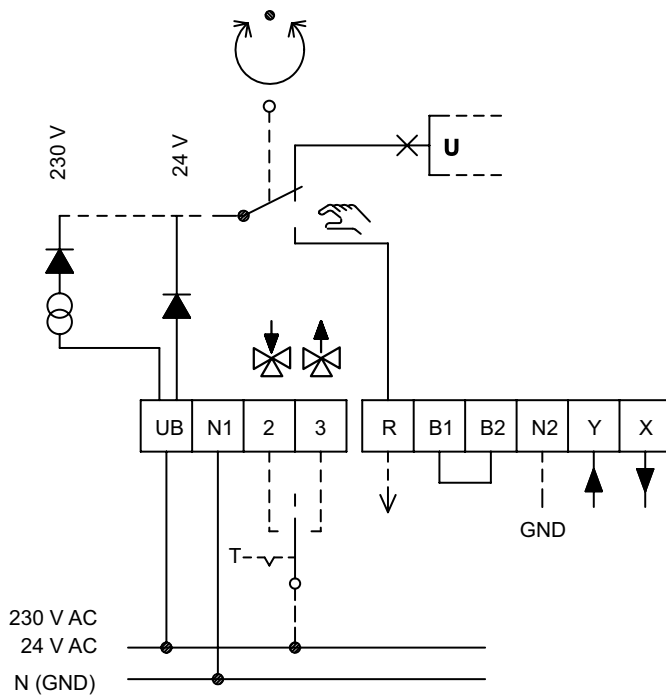 230 V
24 V
U
UB N1 2 3 R B1 B2 N2 Y X
GND
T
230 V AC
24 V AC
N (GND)